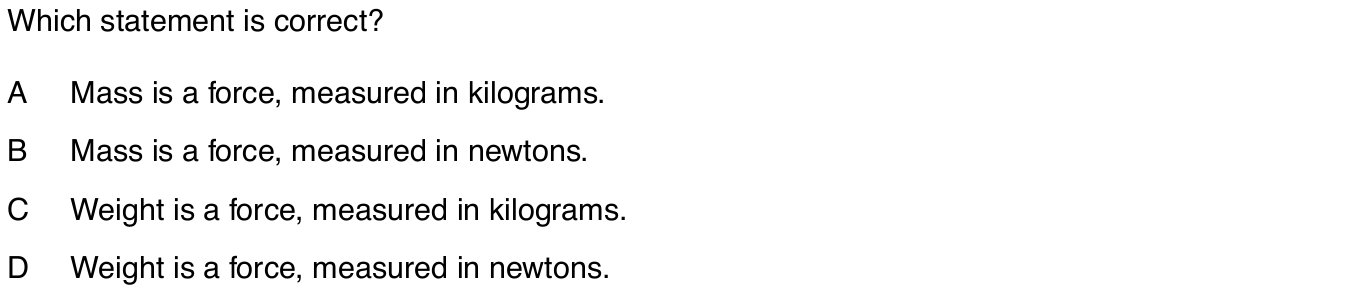 Which statement is correct?
A Mass is a force, measured in kilograms.
B Mass is a force, measured in newtons.
C Weight is a force, measured in kilograms.
D Weight is a force, measured in newtons.